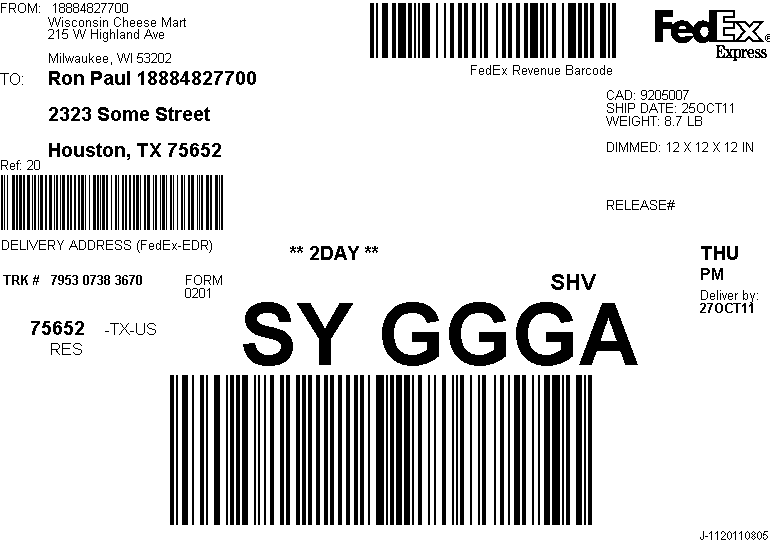 FROM: 18884827700
Wisconsin Cheese Mart
215 W Highland Ave
Milwaukee, WI 53202
FedEx®
Express
FedEx Revenue Barcode
TO: Ron Paul 18884827700
2323 Some Street
Houston, TX 75652
CAD: 9205007
SHIP DATE: 25OCT11
WEIGHT: 8.7 LB
DIMMED: 12 X 12 X 12 IN
Ref: 20
RELEASE#
DELIVERY ADDRESS (FedEx-EDR)
** 2DAY **
THU
PM
Deliver by:
27OCT11
TRK # 7953 0738 3670 FORM
0201
SHV
SY GGGA
75652 -TX-US
RES
J-1120110805